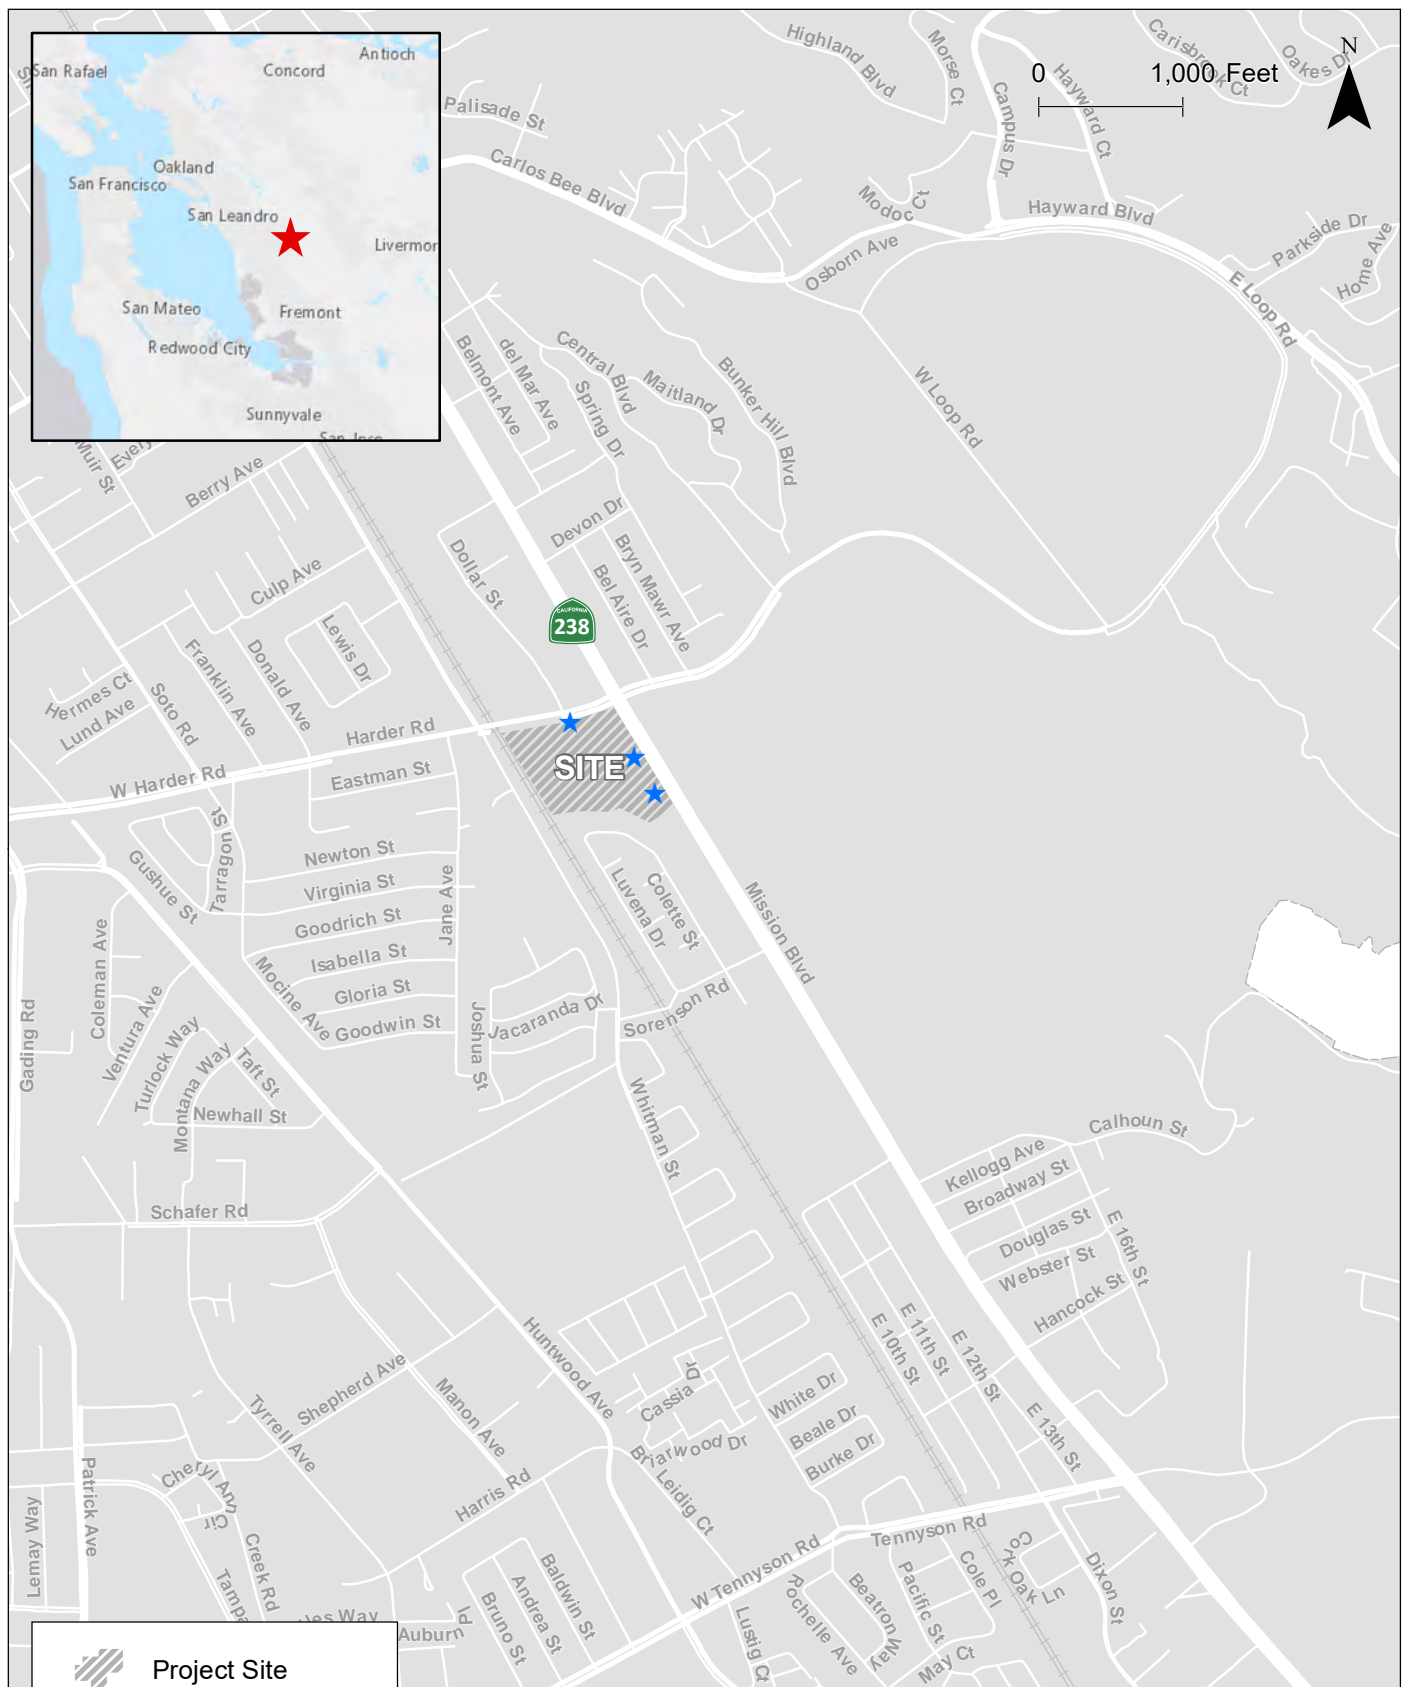 San Rafael
Antioch
Concord
Oakland
San Francisco
San Leandro
Livermor
San Mateo
Fremont
Redwood City
Sunnyvale
Highland Blvd
Morse Ct
Carisbrook Ct
Oakes Dr
N
0 1,000 Feet
Palisade St
Campus Dr
Hayward Ct
Carlos Bee Blvd
Modoc Ct
Hayward Blvd
Osborn Ave
Parkside Dr
Home Ave
E Loop Rd
Belmont Ave
del Mar Ave
Central Blvd
Spring Dr
Maitland Dr
Bunker Hill Blvd
W Loop Rd
Muir St
Every
Berry Ave
Devon Dr
Dollar St
Bryn Mawr Ave
Bel Aire Dr
Culp Ave
CALIFORNIA
238
Lewis Dr
Franklin Ave
Donald Ave
Hermes Ct
Lund Ave
Soto Rd
Harder Rd
W Harder Rd
Eastman St
SITE
Tarragon St
Gushue St
Newton St
Virginia St
Goodrich St
Isabella St
Gloria St
Goodwin St
Jane Ave
Luvena Dr
Colette St
Mission Blvd
Coleman Ave
Ventura Ave
Mocine Ave
Joshua St
Jacaranda Dr
Sorenson Rd
Gading Rd
Turlock Way
Montana Way
Taft St
Newhall St
Whitman St
Calhoun St
Kellogg Ave
Broadway St
Schafer Rd
Douglas St
E 16th St
Webster St
Hancock St
Huntwood Ave
E 10th St
E 11th St
E 12th St
E 13th St
Shepherd Ave
Manon Ave
Tyrrell Ave
Cassia Dr
White Dr
Beale Dr
Burke Dr
Briarwood Dr
Leidig Ct
Patrick Ave
Cheryl Ann Cir
Harris Rd
Lemay Way
Creek Rd
Tampa
W Tennyson Rd
Tennyson Rd
Cork Oak Ln
Cole Pl
Dixon St
Baldwin St
Andrea St
Bruno St
Auburn Pl
Lustig Ct
Rochelle Ave
Beatron Way
Pacific St
May Ct
Project Site